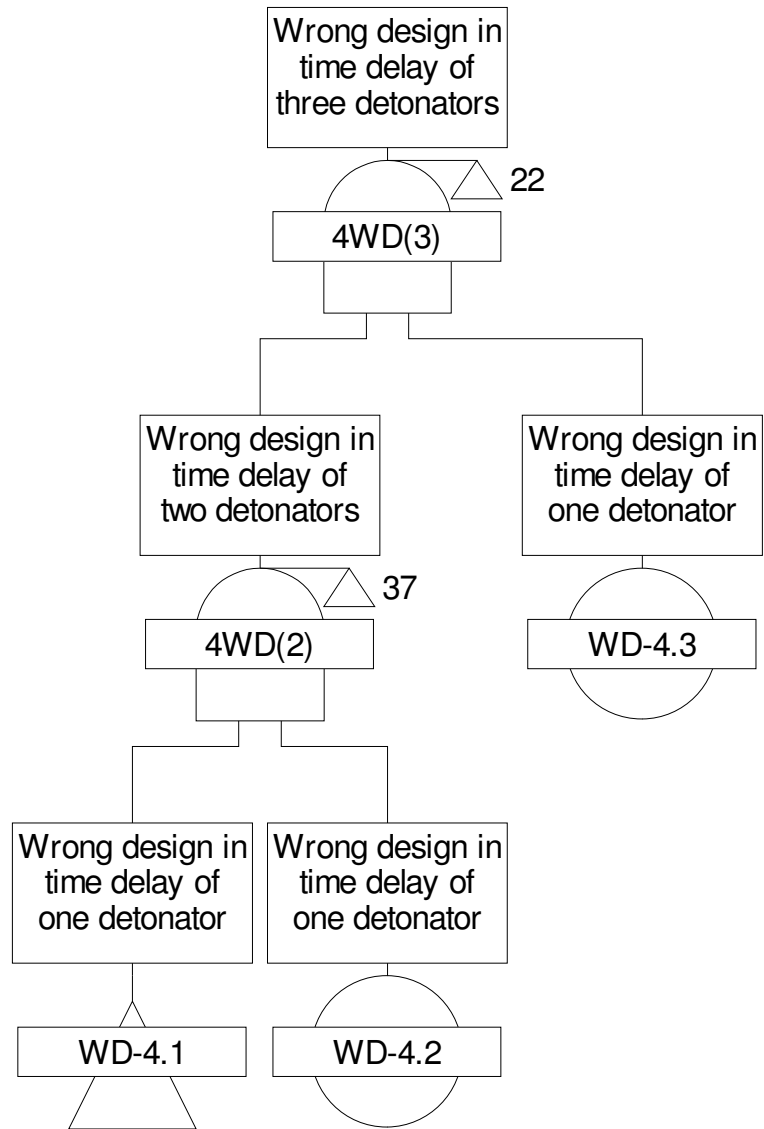 Wrong design in
time delay of
three detonators
22
4WD(3)
Wrong design in
time delay of
two detonators
Wrong design in
time delay of
one detonator
37
4WD(2)
WD-4.3
Wrong design in
time delay of
one detonator
Wrong design in
time delay of
one detonator
WD-4.1
WD-4.2